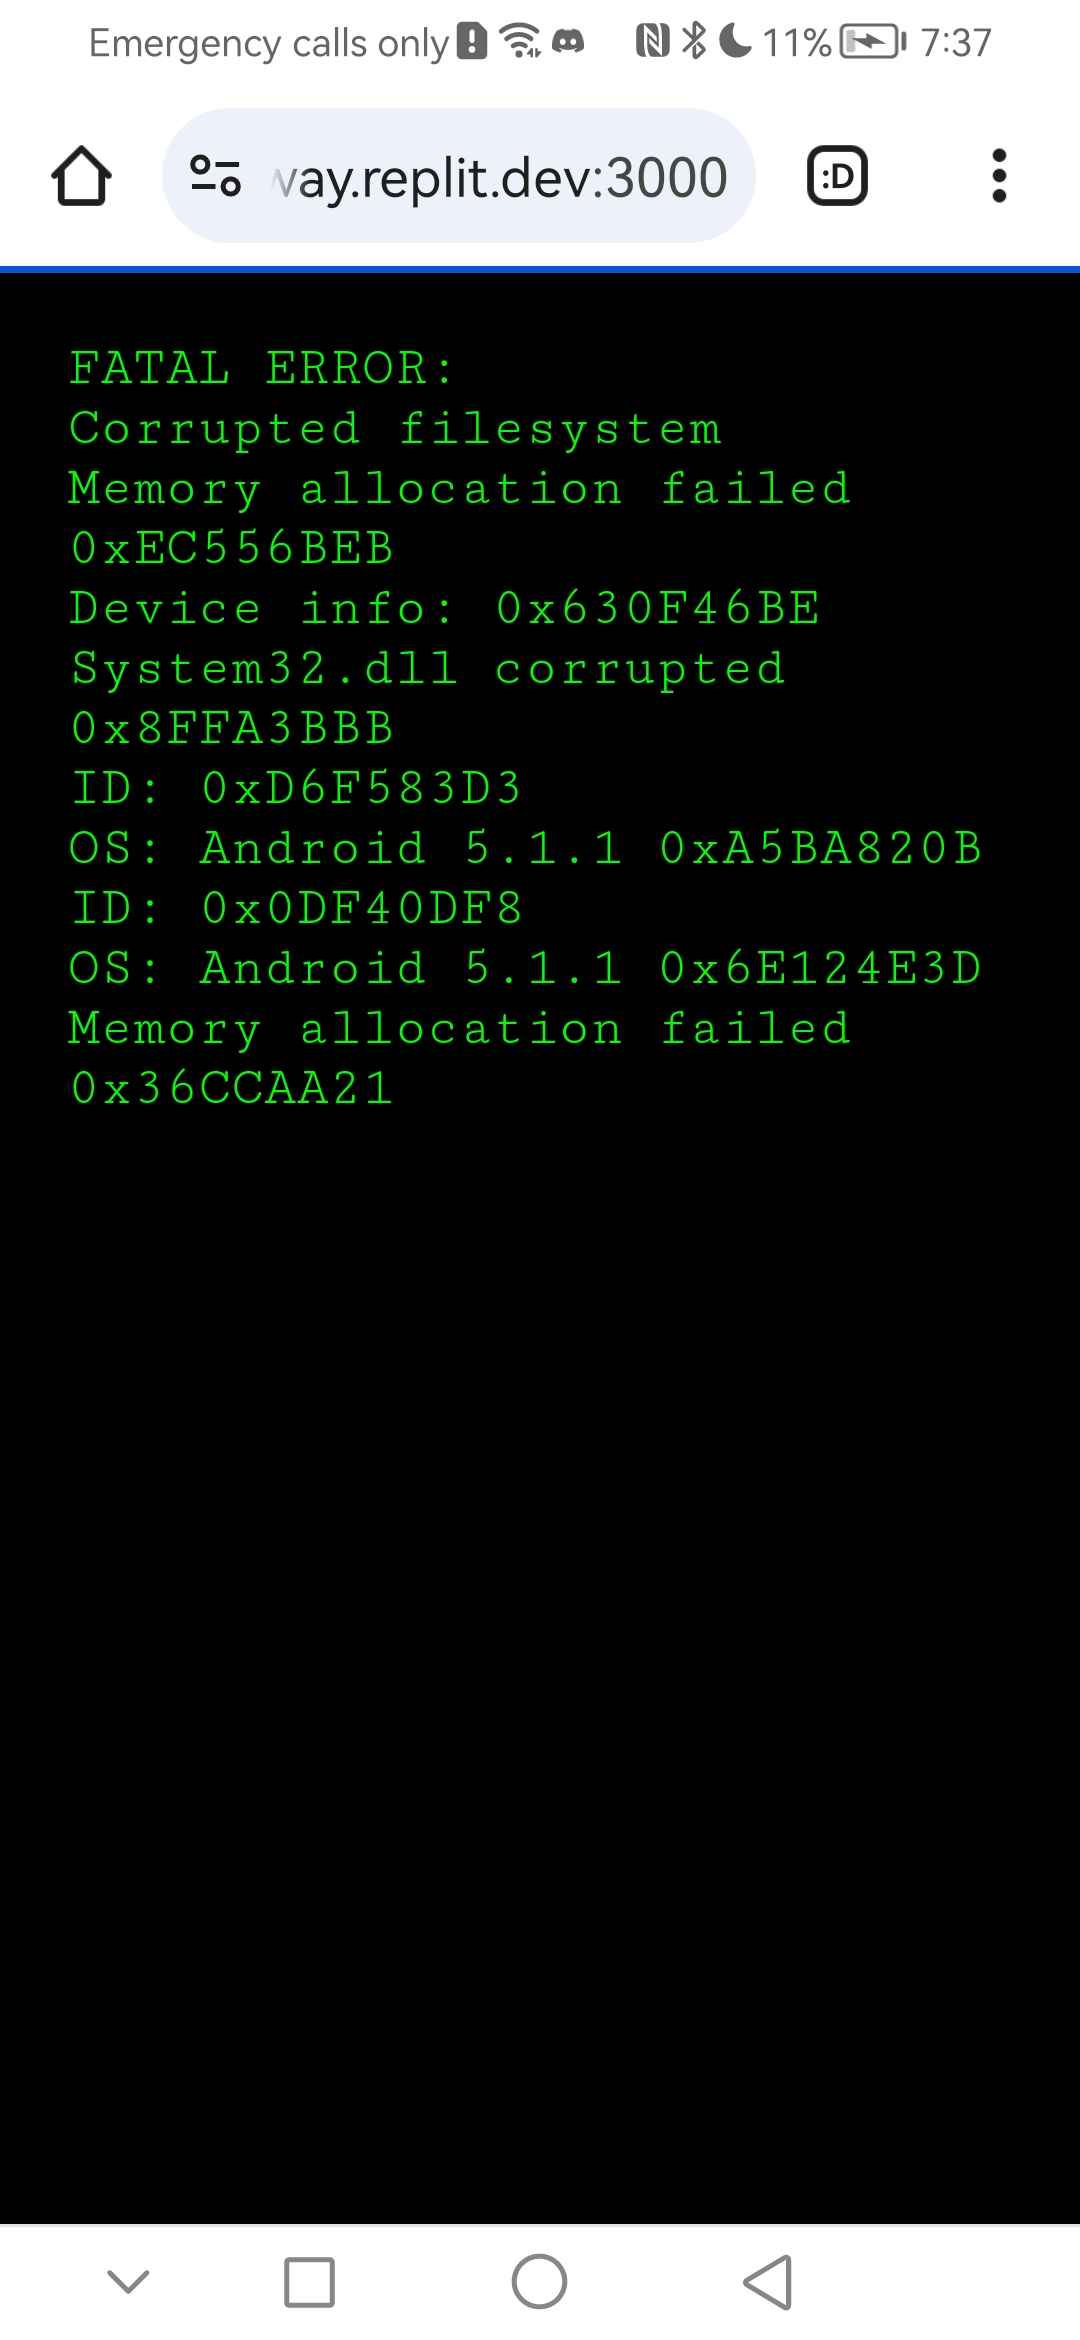 Emergency calls only
11%
7:37
vay.replit.dev:3000
:D
FATAL ERROR:
Corrupted filesystem
Memory allocation failed
0xEC556BEB
Device info: 0x630F46BE
System32.dll corrupted
0x8FFA3BBB
ID: 0xD6F583D3
OS: Android 5.1.1 0xA5BA820B
ID: 0x0DF40DF8
OS: Android 5.1.1 0x6E124E3D
Memory allocation failed
0x36CCAA21